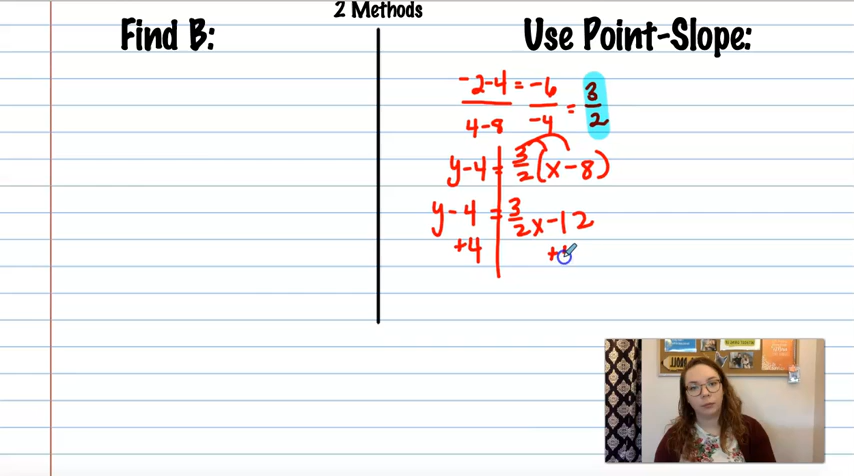 2 Methods
Find B:
Use Point-Slope:
-2-4/4-8 = -6/-4 = 3/2
y-4 = 3/2(x-8)
y-4 = 3/2x-12
+4 +